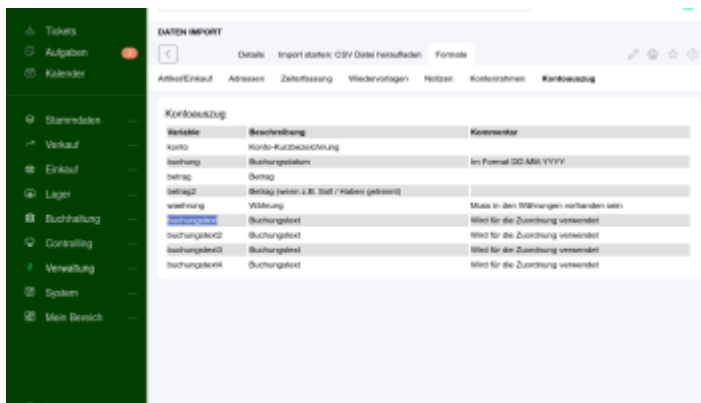 Tickets
Aufgaben
Kalender
Stammdaten
Verkauf
Einkauf
Lager
Buchhaltung
Controlling
Verwaltung
System
Mein Bereich
DATEN IMPORT
Details Import starten: CSV Datei heraufladen Formate
Artikel/Einkauf Adressen Zeiterfassung Wiedervorlagen Notizen Kontenrahmen Kontoauszug
Kontoauszug
Variable Beschreibung Kommentar
konto Konto-Kurzbezeichnung
buchung Buchungsdatum Im Format DD.MM.YYYY
betrag Betrag
betrag2 Betrag (wenn z.B. Soll / Haben getrennt)
waehrung Währung Muss in den Währungen vorhanden sein
buchungstext Buchungstext Wird für die Zuordnung verwendet
buchungstext2 Buchungstext Wird für die Zuordnung verwendet
buchungstext3 Buchungstext Wird für die Zuordnung verwendet
buchungstext4 Buchungstext Wird für die Zuordnung verwendet